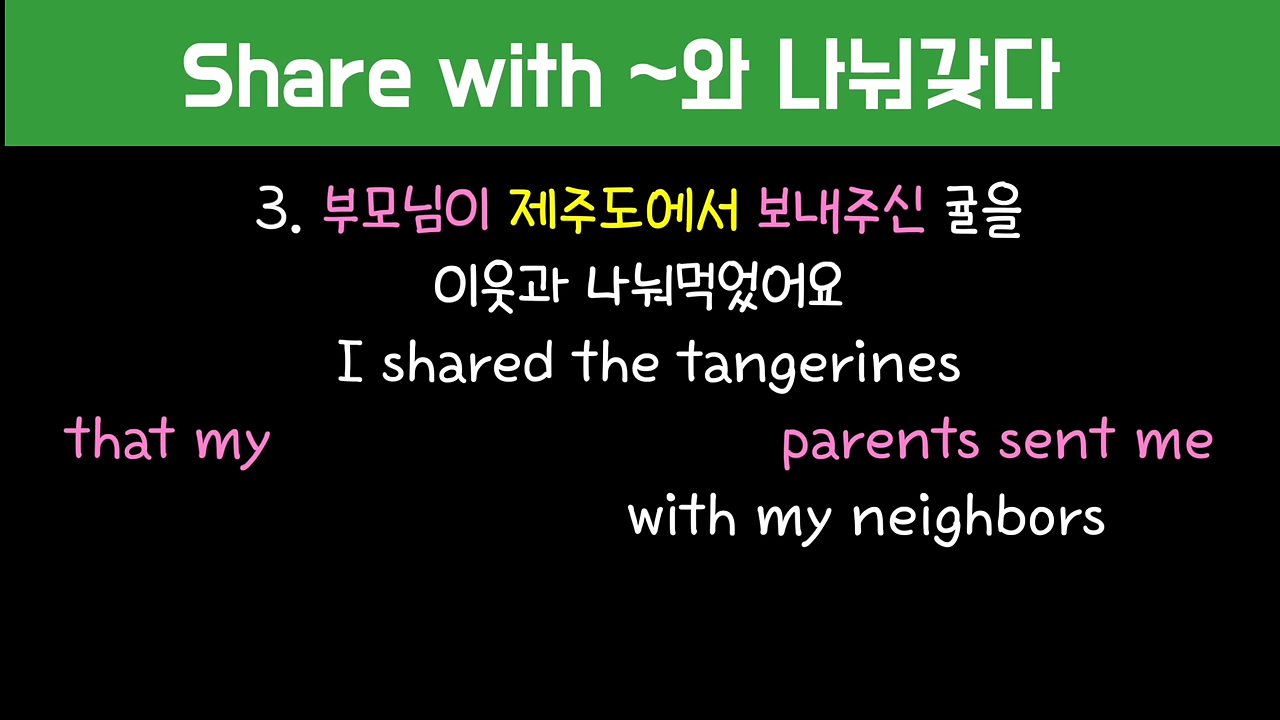 Share with ~와 나눠갖다
3. 부모님이 제주도에서 보내주신 귤을
이웃과 나눠먹었어요
I shared the tangerines
that my parents sent me
with my neighbors